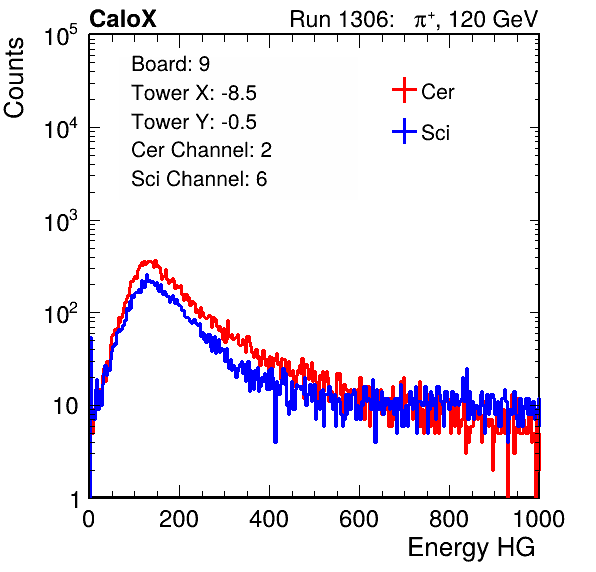 CaloX Run 1306: π⁺, 120 GeV
Counts
10⁵
10⁴
10³
10²
10
1
Board: 9
Tower X: -8.5
Tower Y: -0.5
Cer Channel: 2
Sci Channel: 6
Cer
Sci
0 200 400 600 800 1000
Energy HG